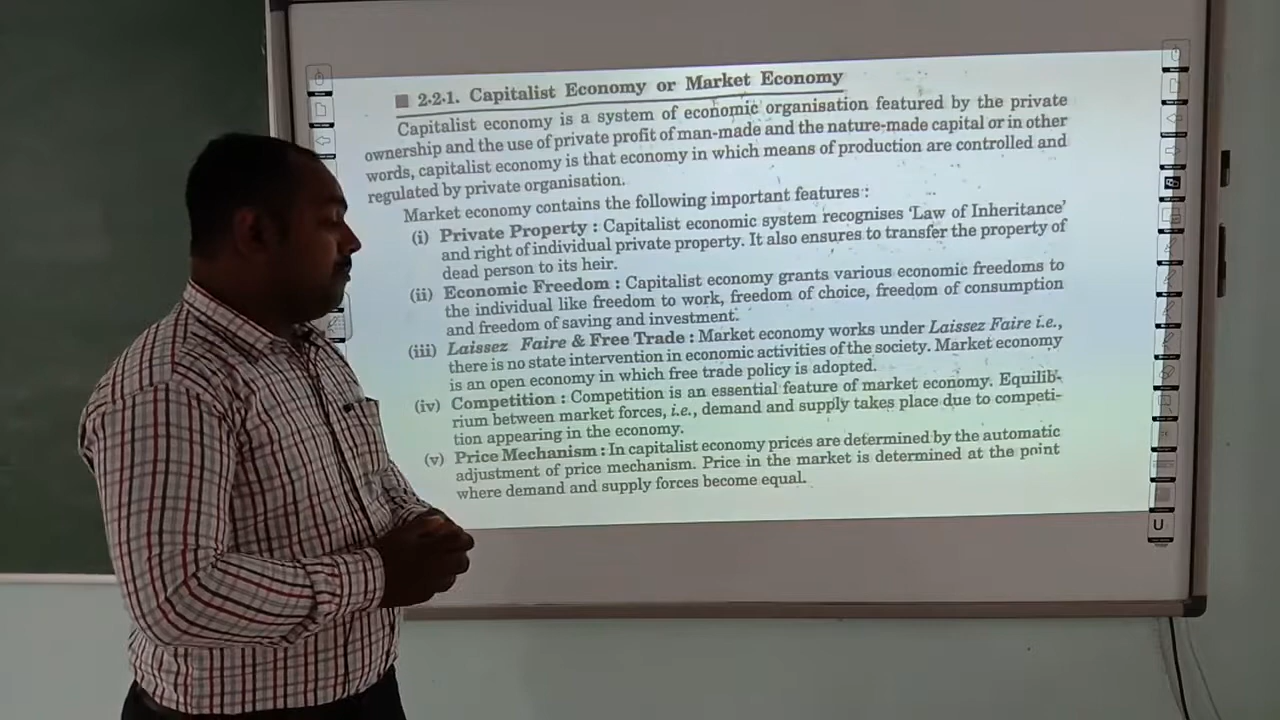 2·2·1. Capitalist Economy or Market Economy
Capitalist economy is a system of economic organisation featured by the private
ownership and the use of private profit of man-made and the nature-made capital or in other
words, capitalist economy is that economy in which means of production are controlled and
regulated by private organisation.
Market economy contains the following important features :
(i) Private Property : Capitalist economic system recognises ‘Law of Inheritance’
and right of individual private property. It also ensures to transfer the property of
dead person to its heir.
(ii) Economic Freedom : Capitalist economy grants various economic freedoms to
the individual like freedom to work, freedom of choice, freedom of consumption
and freedom of saving and investment.
(iii) Laissez Faire & Free Trade : Market economy works under Laissez Faire i.e.,
there is no state intervention in economic activities of the society. Market economy
is an open economy in which free trade policy is adopted.
(iv) Competition : Competition is an essential feature of market economy. Equilib-
rium between market forces, i.e., demand and supply takes place due to competi-
tion appearing in the economy.
(v) Price Mechanism : In capitalist economy prices are determined by the automatic
adjustment of price mechanism. Price in the market is determined at the point
where demand and supply forces become equal.
U